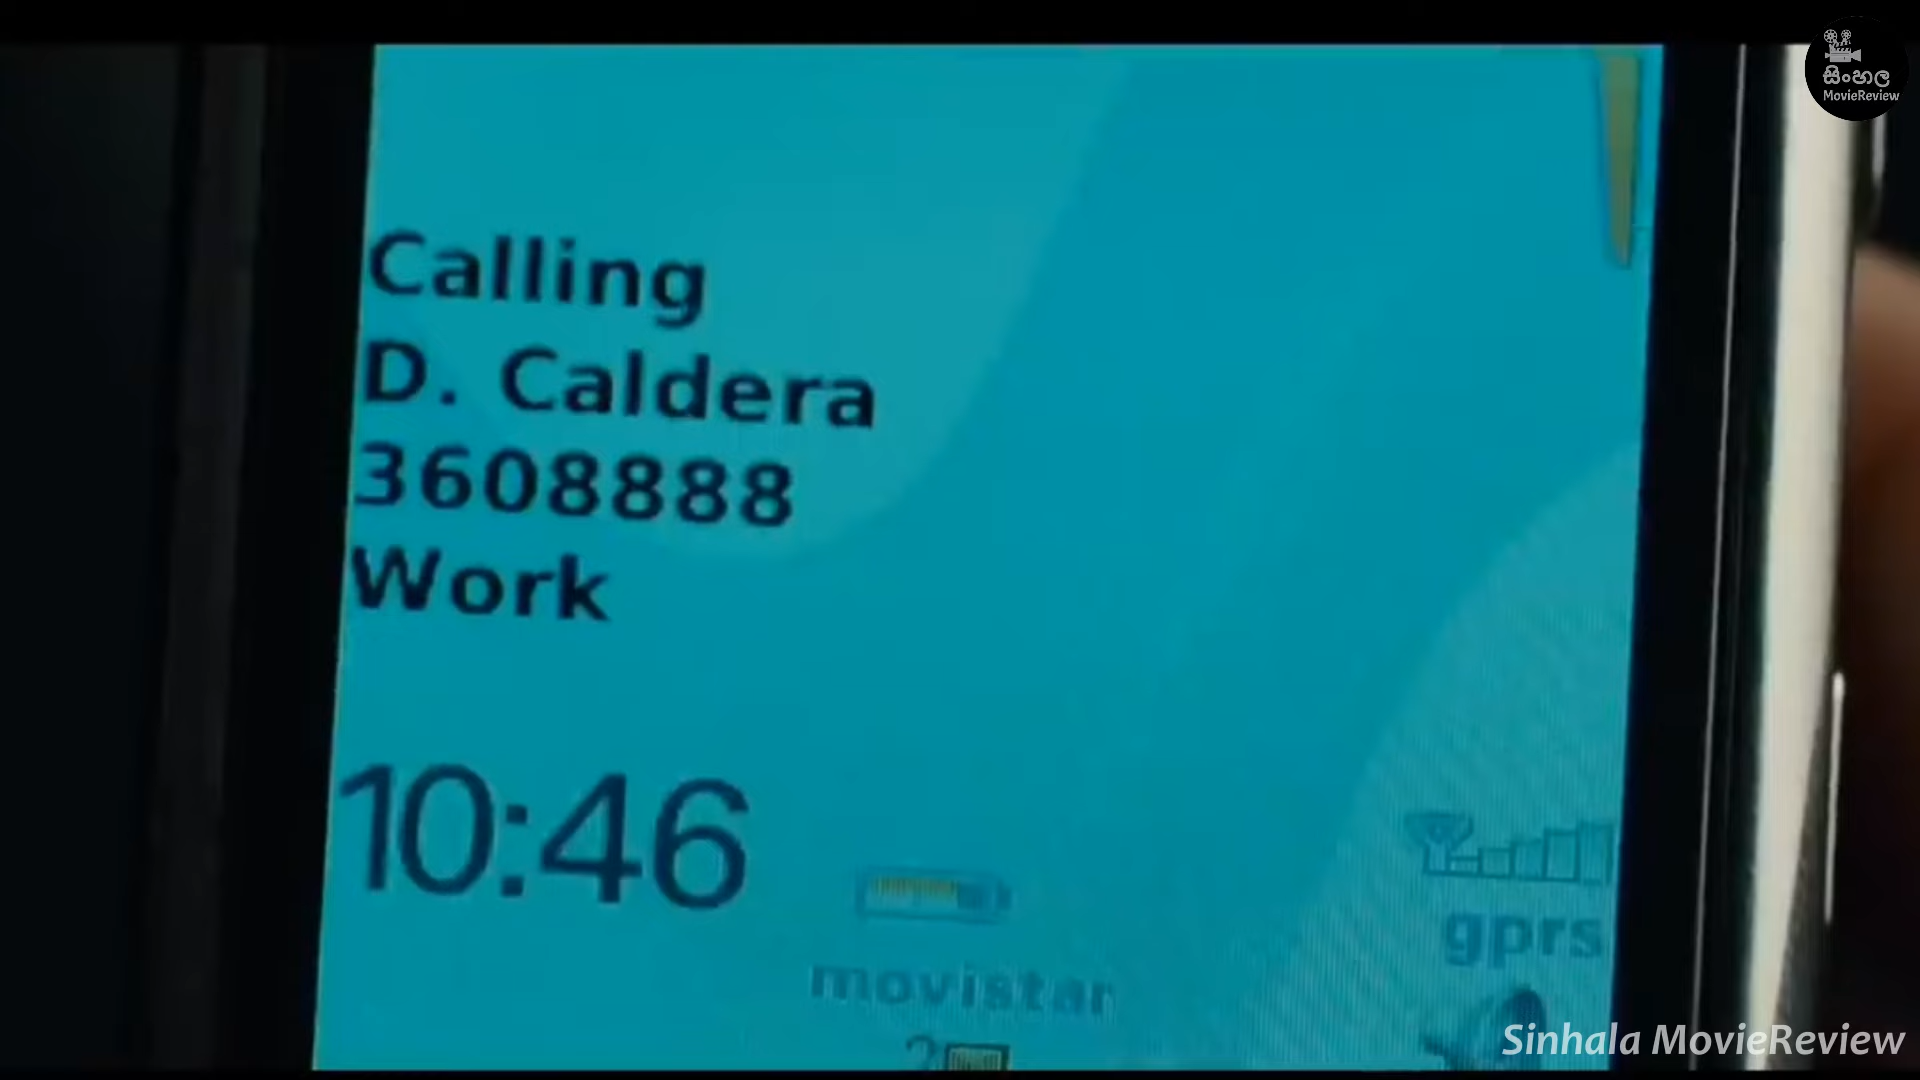 සිංහල
MovieReview
Calling
D. Caldera
3608888
Work
10:46
gprs
movistar
?
Sinhala MovieReview